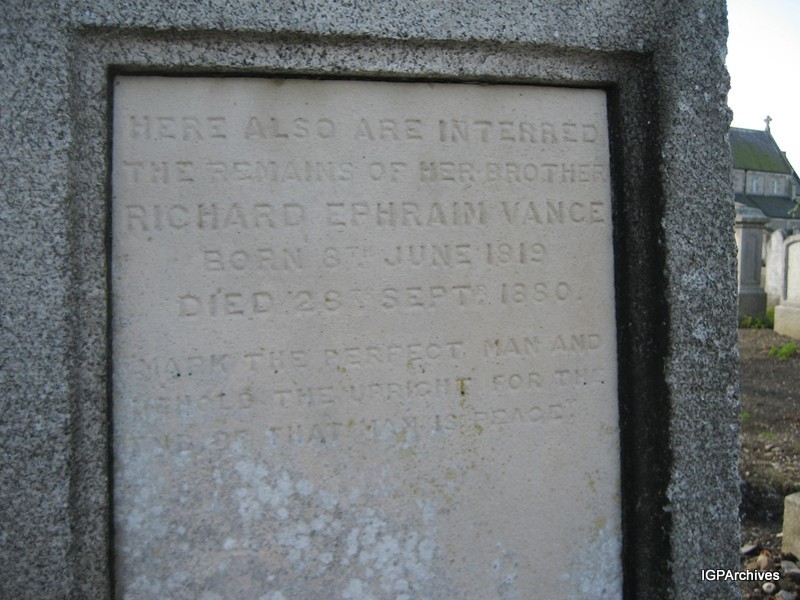 HERE ALSO ARE INTERRED
THE REMAINS OF HER BROTHER
RICHARD EPHRAIM VANCE
BORN 8TH JUNE 1819
DIED 28TH SEPTR 1880.
"MARK THE PERFECT MAN AND
BEHOLD THE UPRIGHT FOR THE
END OF THAT MAN IS PEACE"
IGPArchives